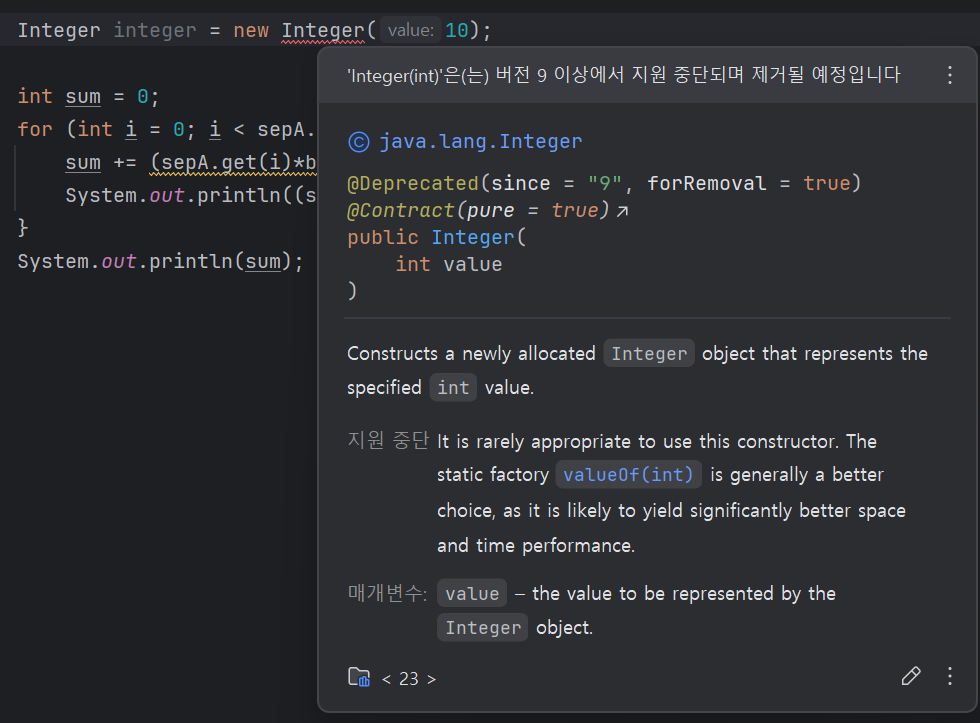 Integer integer = new Integer( value: 10);
'Integer(int)'은(는) 버전 9 이상에서 지원 중단되며 제거될 예정입니다
int sum = 0;
for (int i = 0; i < sepA.
sum += (sepA.get(i)*b
System.out.println((s
}
System.out.println(sum);
java.lang.Integer
@Deprecated(since = "9", forRemoval = true)
@Contract(pure = true)
public Integer(
int value
)
Constructs a newly allocated Integer object that represents the
specified int value.
지원 중단 It is rarely appropriate to use this constructor. The
static factory valueOf(int) is generally a better
choice, as it is likely to yield significantly better space
and time performance.
매개변수: value – the value to be represented by the
Integer object.
< 23 >